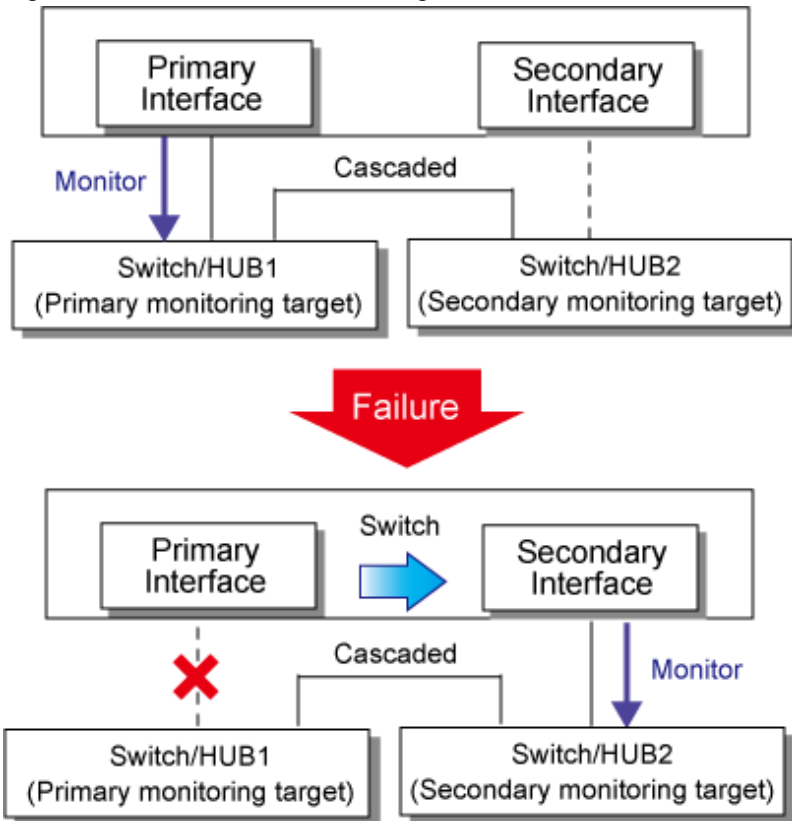 Primary
Interface
Secondary
Interface
Monitor
Cascaded
Switch/HUB1
(Primary monitoring target)
Switch/HUB2
(Secondary monitoring target)
Failure
Primary
Interface
Switch
Secondary
Interface
Cascaded
Monitor
Switch/HUB1
(Primary monitoring target)
Switch/HUB2
(Secondary monitoring target)